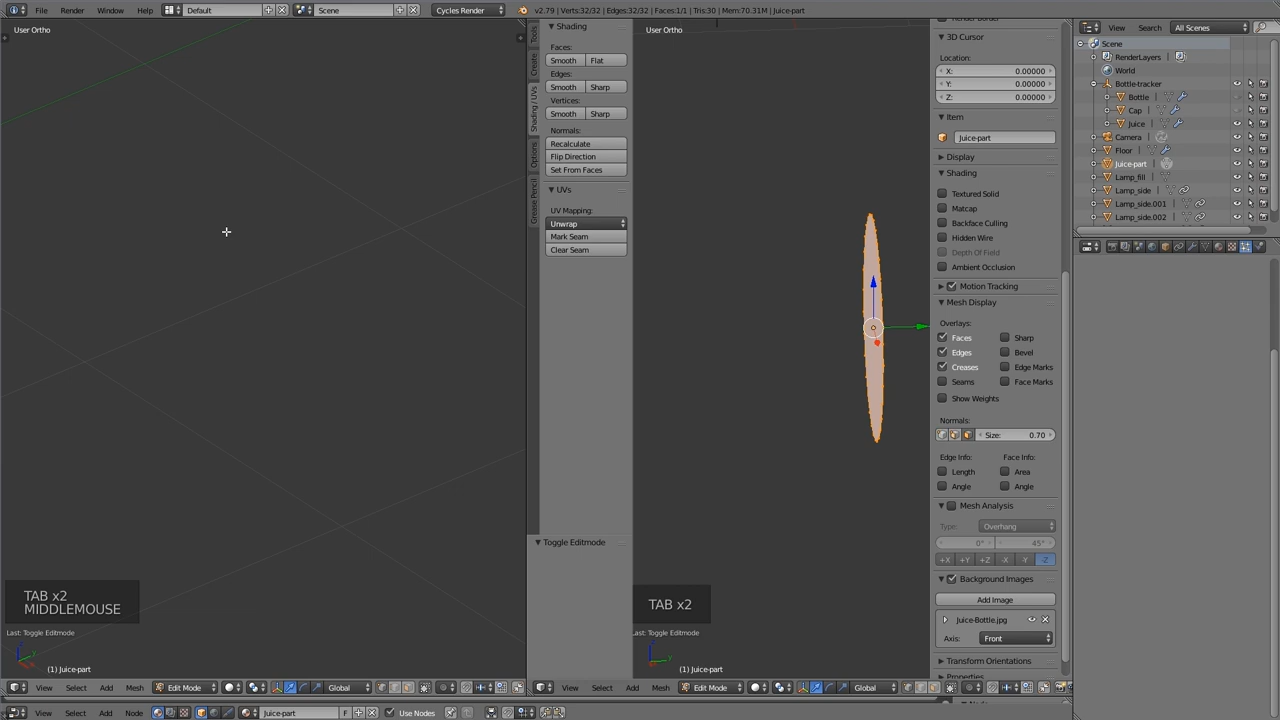 File Render Window Help Default Scene Cycles Render v2.79 | Verts:32/32 | Edges:32/32 | Faces:1/1 | Tris:30 | Mem:70.31M | Juice-part
User Ortho
TAB x2
MIDDLEMOUSE
Last: Toggle Editmode
(1) Juice-part
View Select Add Mesh Edit Mode Global
Tools
Create
Shading / UVs
Options
Grease Pencil
Shading
Faces:
Smooth Flat
Edges:
Smooth Sharp
Vertices:
Smooth Sharp
Normals:
Recalculate
Flip Direction
Set From Faces
UVs
UV Mapping:
Unwrap
Mark Seam
Clear Seam
Toggle Editmode
User Ortho
TAB x2
Last: Toggle Editmode
(1) Juice-part
View Select Add Mesh Edit Mode Global
3D Cursor
Location:
X: 0.00000
Y: 0.00000
Z: 0.00000
Item
Juice-part
Display
Shading
Textured Solid
Matcap
Backface Culling
Hidden Wire
Depth Of Field
Ambient Occlusion
Motion Tracking
Mesh Display
Overlays:
Faces Sharp
Edges Bevel
Creases Edge Marks
Seams Face Marks
Show Weights
Normals:
Size: 0.70
Edge Info: Face Info:
Length Area
Angle Angle
Mesh Analysis
Type: Overhang
0° 45°
+X +Y +Z -X -Y -Z
Background Images
Add Image
Juice-Bottle.jpg
Axis: Front
Transform Orientations
View Search All Scenes
Scene
RenderLayers
World
Bottle-tracker
Bottle
Cap
Juice
Camera
Floor
Juice-part
Lamp_fill
Lamp_side
Lamp_side.001
Lamp_side.002
View Select Add Node Juice-part F Use Nodes